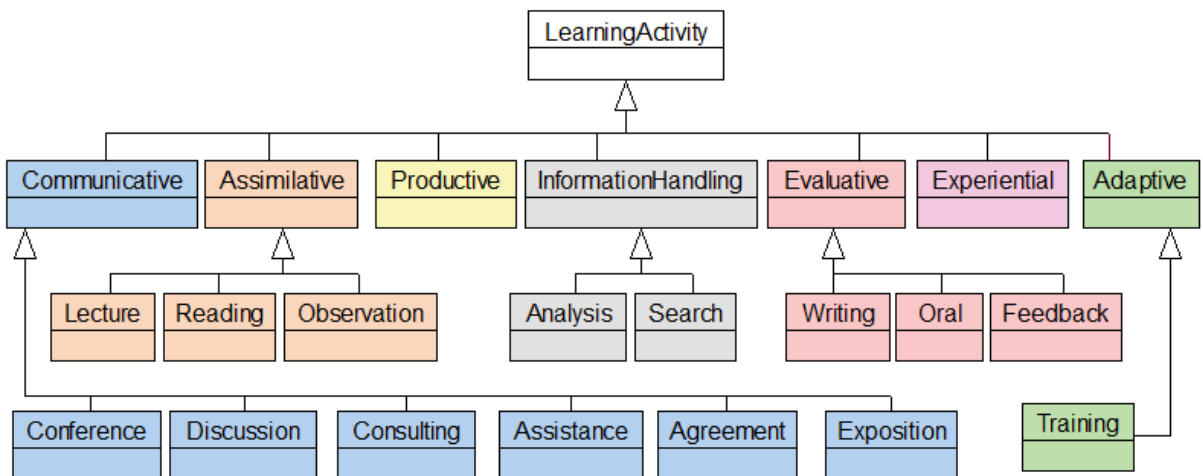 LearningActivity
Communicative
Assimilative
Productive
InformationHandling
Evaluative
Experiential
Adaptive
Lecture
Reading
Observation
Analysis
Search
Writing
Oral
Feedback
Conference
Discussion
Consulting
Assistance
Agreement
Exposition
Training